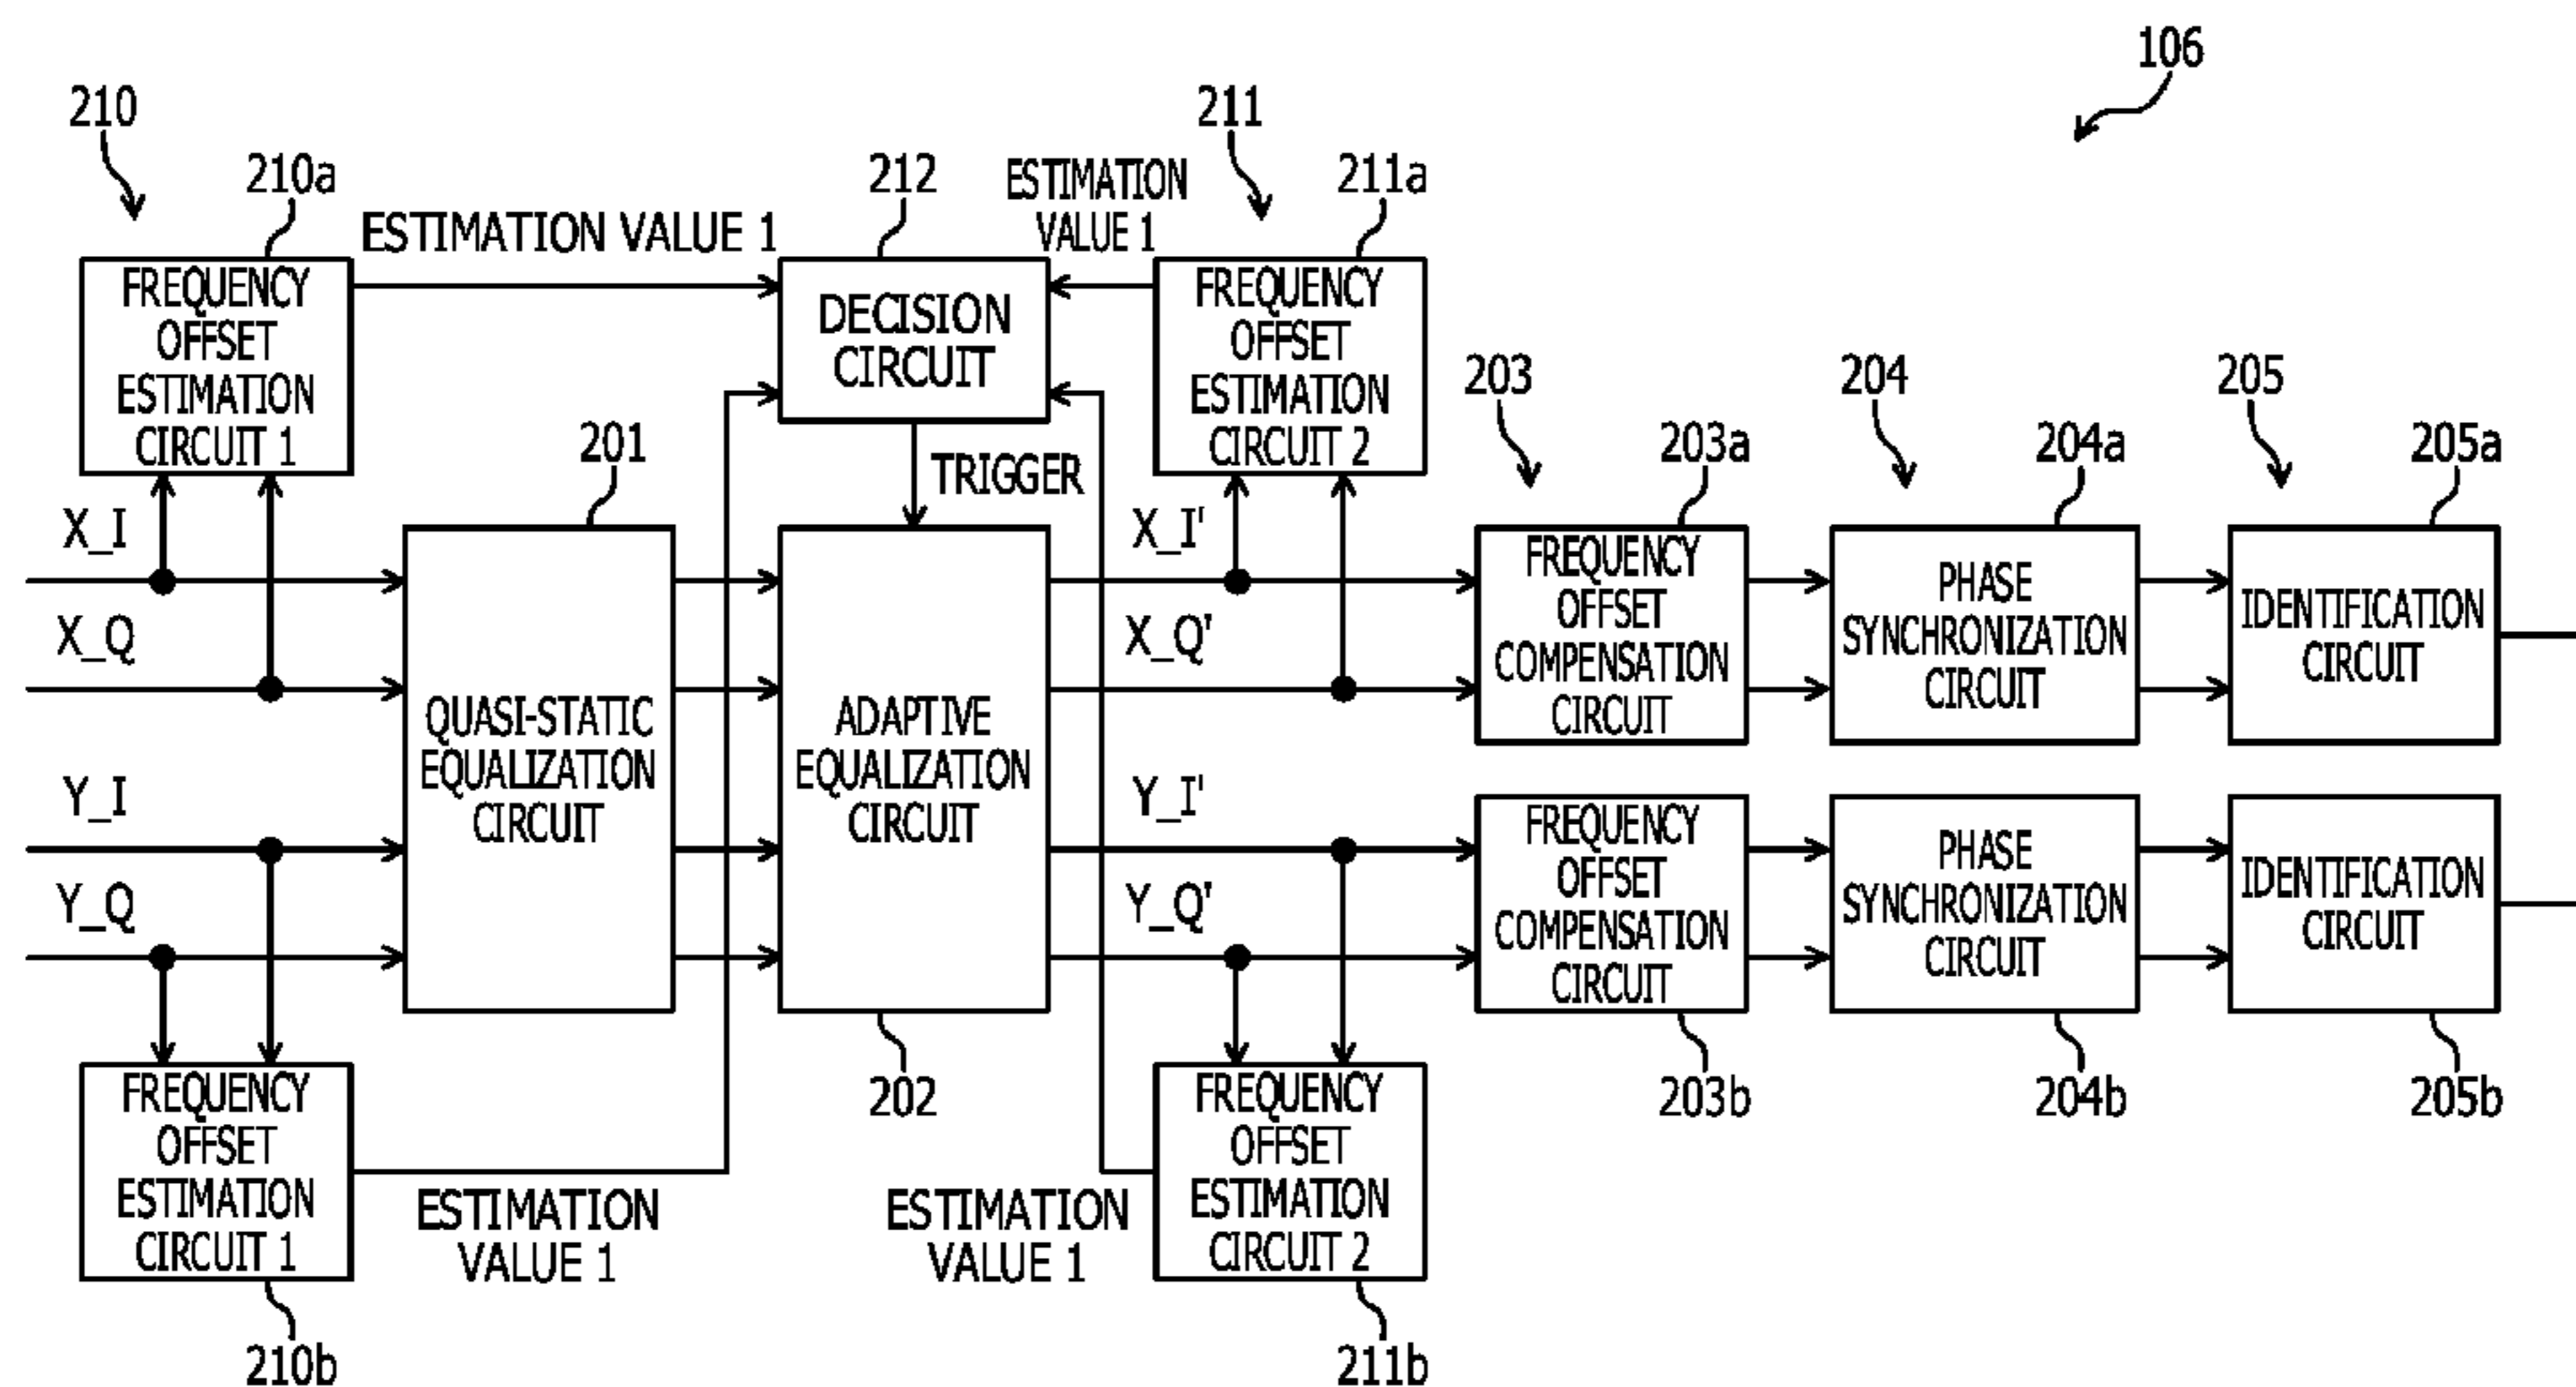 106
210
210a
ESTIMATION VALUE 1
212
ESTIMATION
VALUE 1
211
211a
FREQUENCY
OFFSET
ESTIMATION
CIRCUIT 1
DECISION
CIRCUIT
FREQUENCY
OFFSET
ESTIMATION
CIRCUIT 2
TRIGGER
201
203
203a
204
204a
205
205a
X_I
X_Q
Y_I
Y_Q
QUASI-STATIC
EQUALIZATION
CIRCUIT
ADAPTIVE
EQUALIZATION
CIRCUIT
X_I'
X_Q'
Y_I'
Y_Q'
FREQUENCY
OFFSET
COMPENSATION
CIRCUIT
PHASE
SYNCHRONIZATION
CIRCUIT
IDENTIFICATION
CIRCUIT
FREQUENCY
OFFSET
COMPENSATION
CIRCUIT
PHASE
SYNCHRONIZATION
CIRCUIT
IDENTIFICATION
CIRCUIT
202
203b
204b
205b
FREQUENCY
OFFSET
ESTIMATION
CIRCUIT 1
ESTIMATION
VALUE 1
ESTIMATION
VALUE 1
FREQUENCY
OFFSET
ESTIMATION
CIRCUIT 2
210b
211b